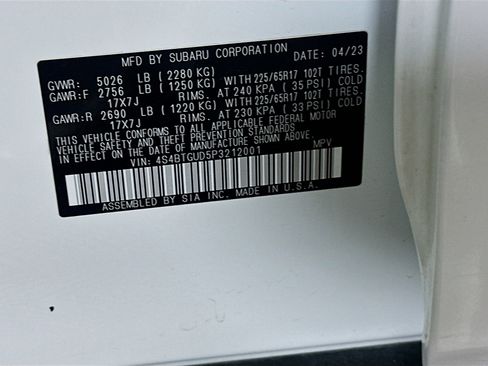 MFD BY SUBARU CORPORATION DATE: 04/23
GVWR: 5026 LB ( 2280 KG)
GAWR:F 2756 LB ( 1250 KG) WITH 225/65R17 102T TIRES.
17X7J RIMS. AT 240 KPA ( 35 PSI) COLD
GAWR:R 2690 LB ( 1220 KG) WITH 225/65R17 102T TIRES.
17X7J RIMS. AT 230 KPA ( 33 PSI) COLD
THIS VEHICLE CONFORMS TO ALL APPLICABLE FEDERAL MOTOR
VEHICLE SAFETY AND THEFT PREVENTION STANDARDS
IN EFFECT ON THE DATE OF MANUFACTURE SHOWN ABOVE.
VIN: 4S4BTGUD5P3212001 MPV
ASSEMBLED BY SIA INC. MADE IN U.S.A.